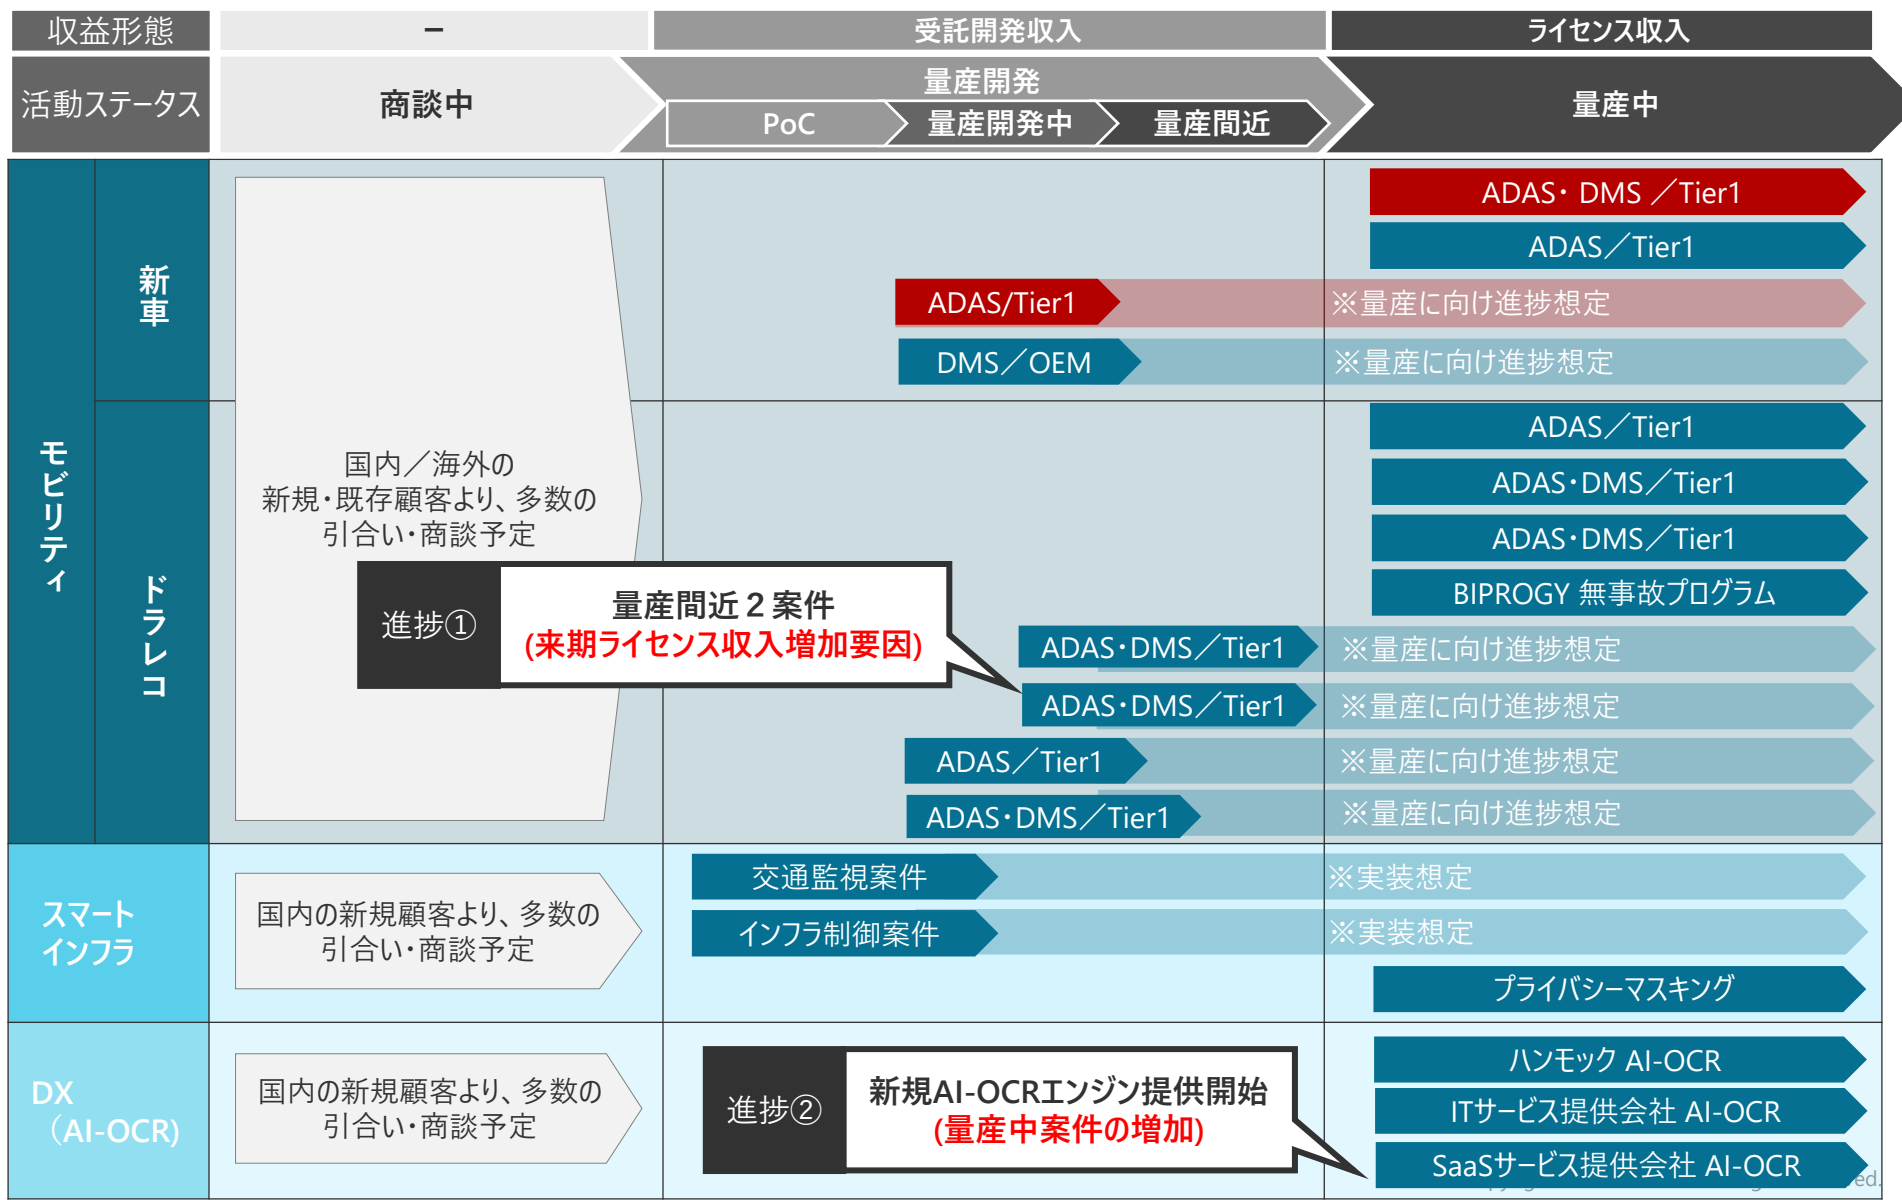 収益形態
－
受託開発収入
ライセンス収入
活動ステータス
商談中
量産開発
PoC
量産開発中
量産間近
量産中
モビリティ
新車
ADAS・ DMS ／Tier1
ADAS／Tier1
ADAS/Tier1
※量産に向け進捗想定
DMS／OEM
※量産に向け進捗想定
国内／海外の
新規・既存顧客より、多数の
引合い・商談予定
ドラレコ
ADAS／Tier1
ADAS・DMS／Tier1
ADAS・DMS／Tier1
BIPROGY 無事故プログラム
進捗①
量産間近２案件
(来期ライセンス収入増加要因)
ADAS・DMS／Tier1
※量産に向け進捗想定
ADAS・DMS／Tier1
※量産に向け進捗想定
ADAS／Tier1
※量産に向け進捗想定
ADAS・DMS／Tier1
※量産に向け進捗想定
スマート
インフラ
国内の新規顧客より、多数の
引合い・商談予定
交通監視案件
※実装想定
インフラ制御案件
※実装想定
プライバシーマスキング
DX
（AI-OCR)
国内の新規顧客より、多数の
引合い・商談予定
進捗②
新規AI-OCRエンジン提供開始
(量産中案件の増加)
ハンモック AI-OCR
ITサービス提供会社 AI-OCR
SaaSサービス提供会社 AI-OCR